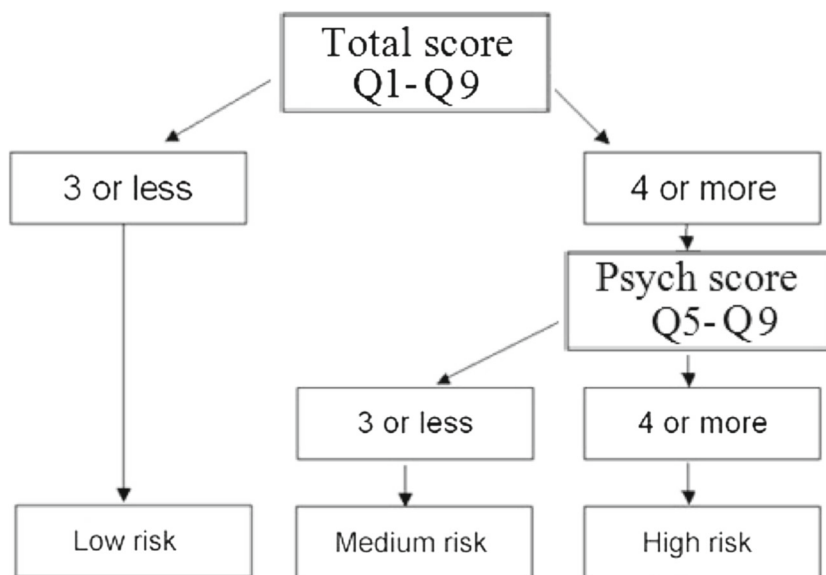 Total score
Q1-Q9
3 or less
4 or more
Psych score
Q5-Q9
3 or less
4 or more
Low risk
Medium risk
High risk